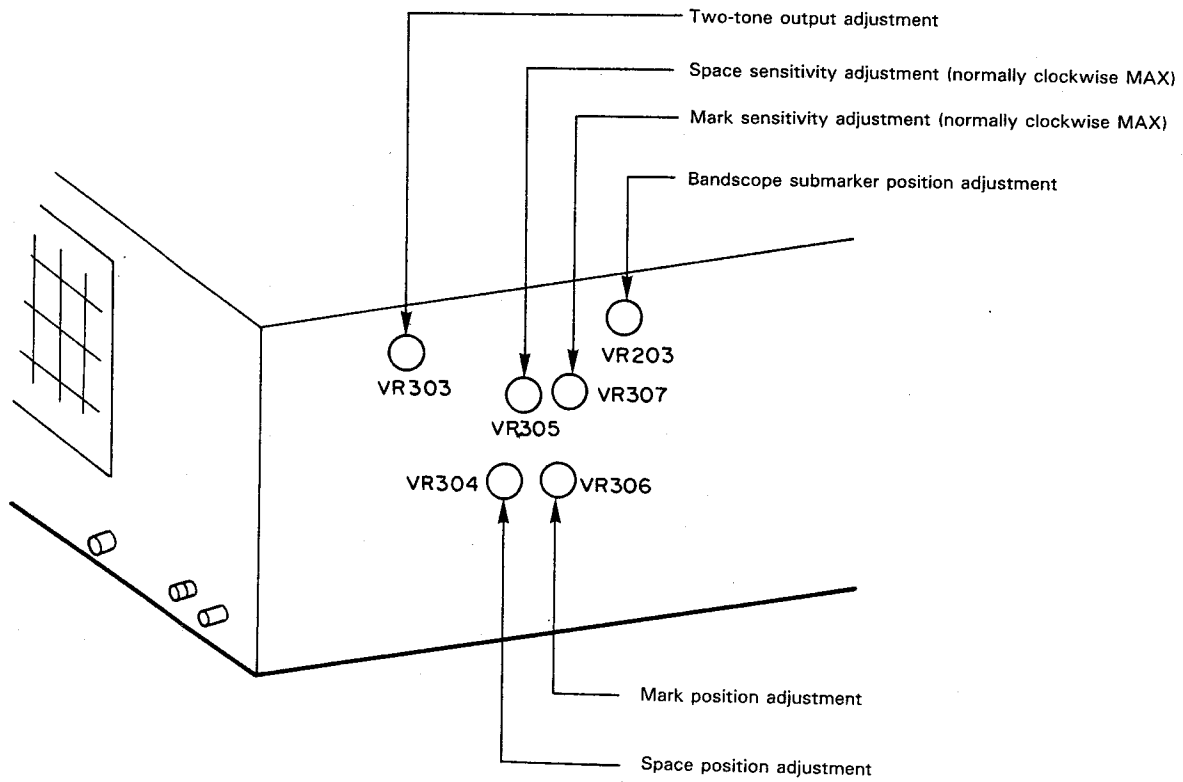 Two-tone output adjustment
Space sensitivity adjustment (normally clockwise MAX)
Mark sensitivity adjustment (normally clockwise MAX)
Bandscope submarker position adjustment
VR203
VR303
VR307
VR305
VR304
VR306
Mark position adjustment
Space position adjustment